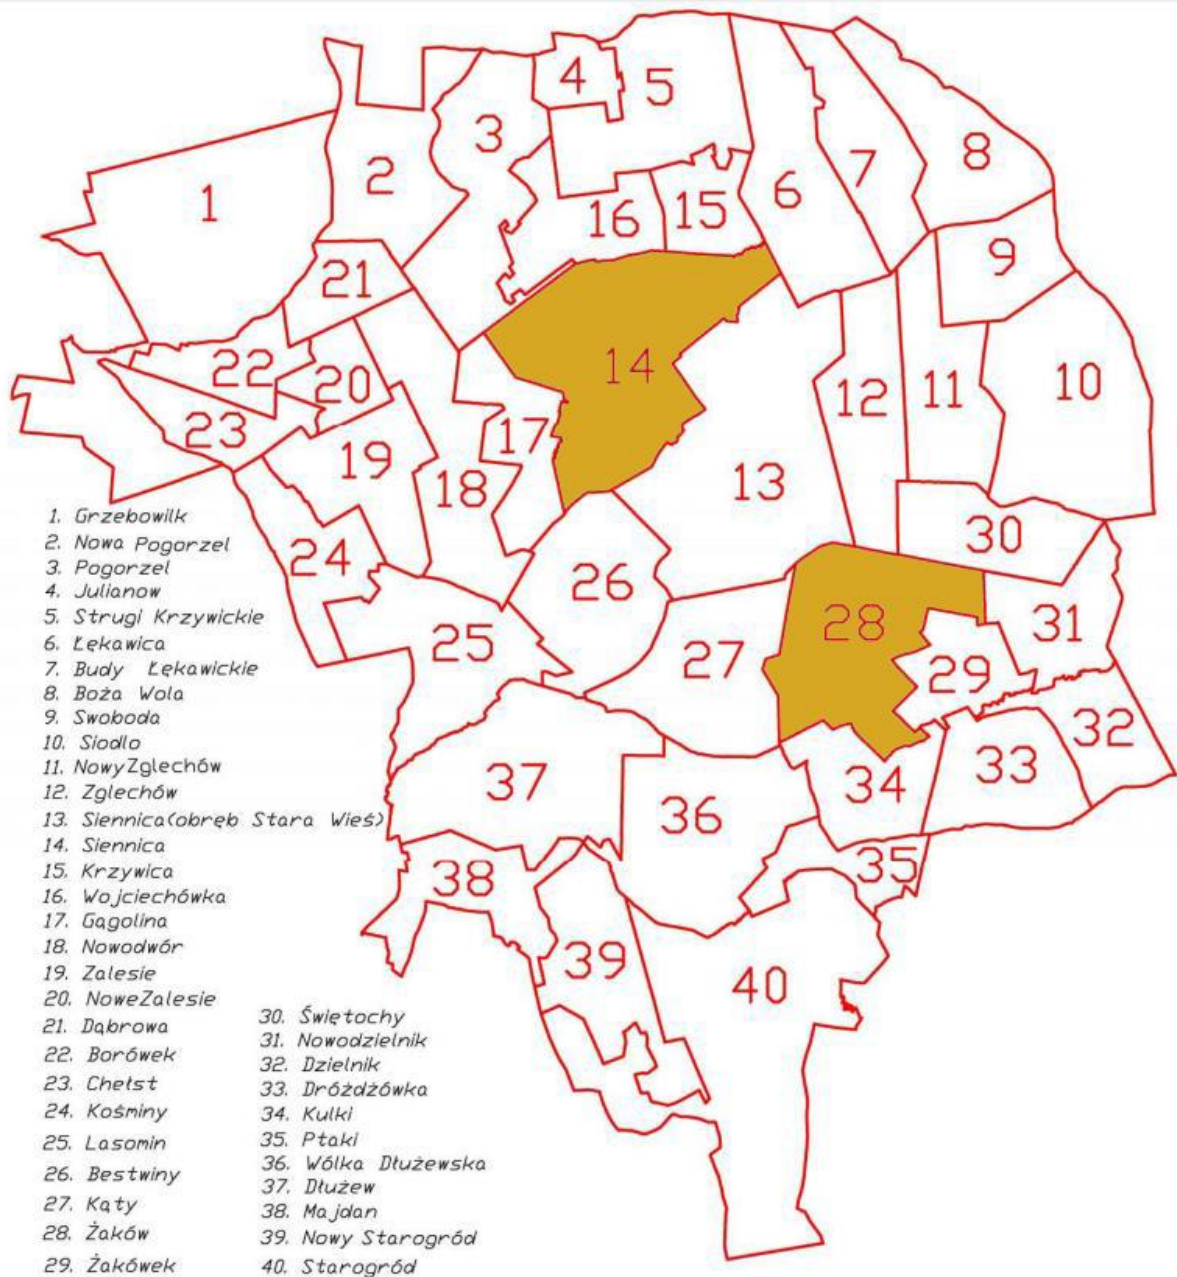 1
2
3
4
5
6
7
8
9
10
11
12
13
14
15
16
17
18
19
20
21
22
23
24
25
26
27
28
29
30
31
32
33
34
35
36
37
38
39
40
1. Grzebowilk
2. Nowa Pogorzel
3. Pogorzel
4. Julianow
5. Strugi Krzywickie
6. Łękawica
7. Budy Łękawickie
8. Boża Wola
9. Swoboda
10. Siodlo
11. NowyZglechów
12. Zglechów
13. Siennica(obręb Stara Wieś)
14. Siennica
15. Krzywica
16. Wojciechówka
17. Gągolina
18. Nowodwór
19. Zalesie
20. NoweZalesie
21. Dąbrowa
22. Borówek
23. Chełst
24. Kośminy
25. Lasomin
26. Bestwiny
27. Kąty
28. Żaków
29. Żakówek
30. Świętochy
31. Nowodzielnik
32. Dzielnik
33. Dróżdżówka
34. Kulki
35. Ptaki
36. Wólka Dłużewska
37. Dłużew
38. Majdan
39. Nowy Starogród
40. Starogród